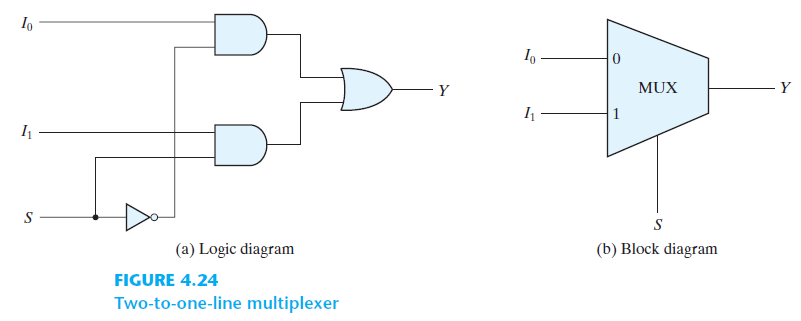 I₀
I₁
S
Y
(a) Logic diagram
I₀
I₁
0
1
MUX
Y
S
(b) Block diagram
FIGURE 4.24
Two-to-one-line multiplexer